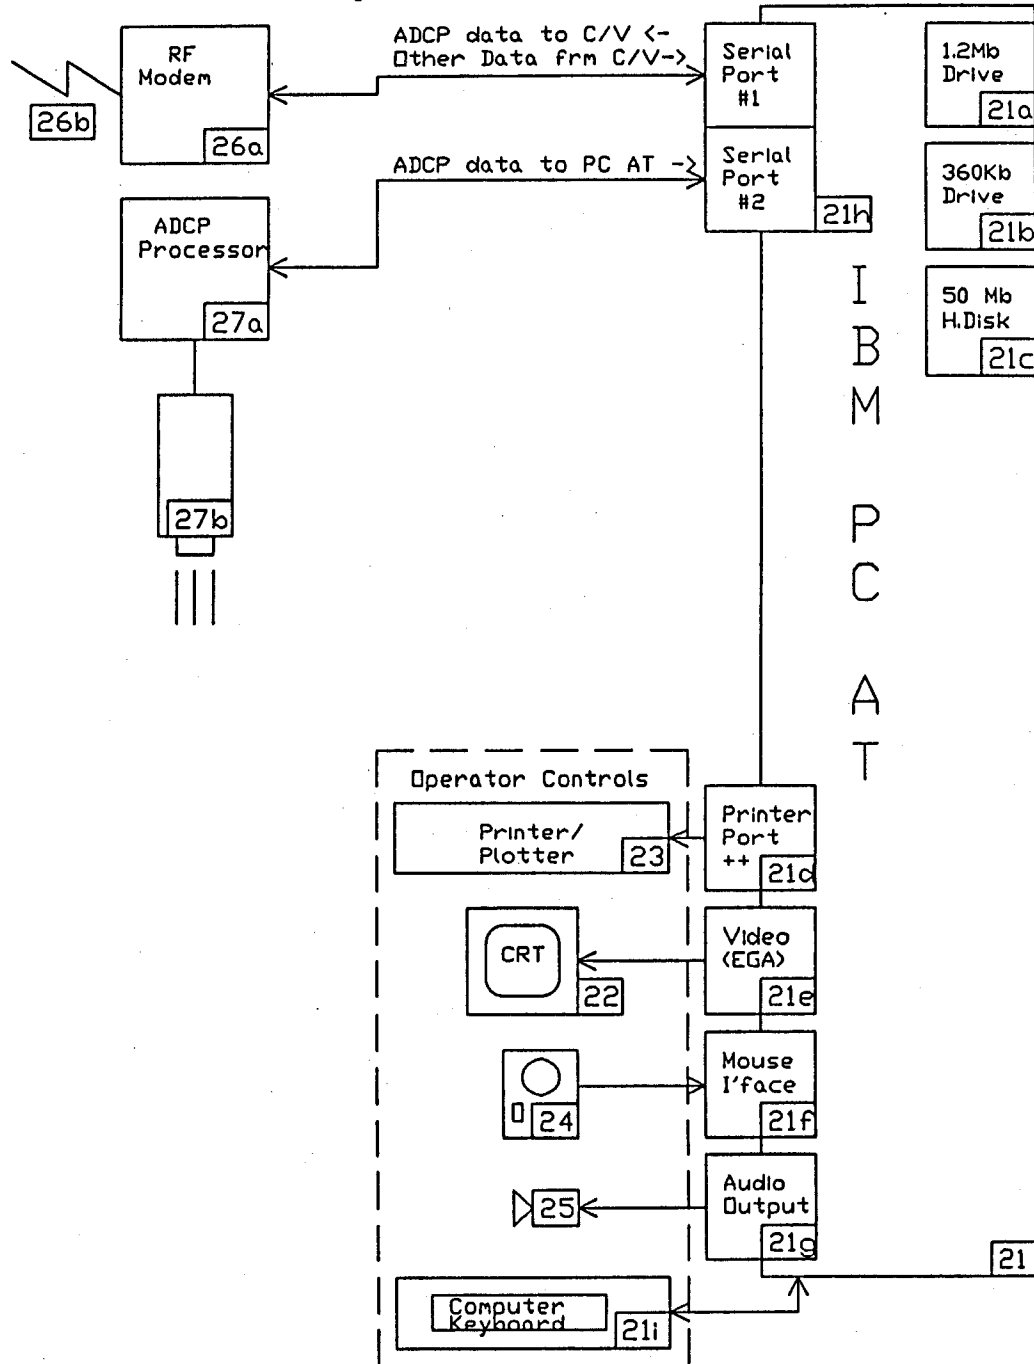 ADCP data to C/V <-
Other Data frm C/V->
RF
Modem
26a
26b
Serial
Port
#1
1.2Mb
Drive
21a
ADCP data to PC AT ->
Serial
Port
#2
21h
360Kb
Drive
21b
ADCP
Processor
27a
50 Mb
H.Disk
21c
27b
IBM PC AT
Operator Controls
Printer/
Plotter
23
Printer
Port
++
21d
CRT
22
Video
(EGA)
21e
24
Mouse
I'face
21f
25
Audio
Output
21g
21
Computer
Keyboard
21i